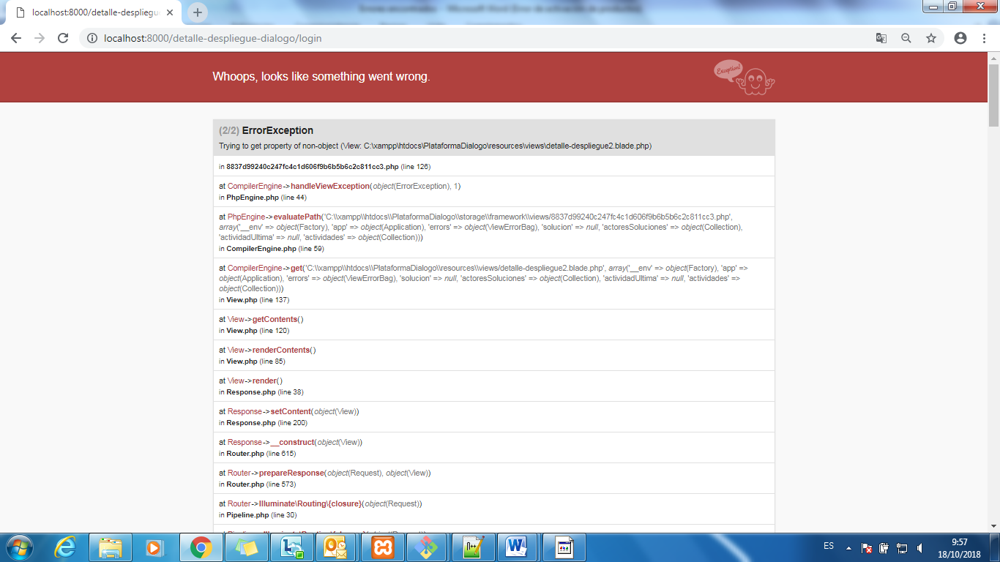 localhost:8000/detalle-despliegue
localhost:8000/detalle-despliegue-dialogo/login
Whoops, looks like something went wrong.
Exception!
(2/2) ErrorException
Trying to get property of non-object (View: C:\xampp\htdocs\PlataformaDialogo\resources\views\detalle-despliegue2.blade.php)
in 8837d99240c247fc4c1d606f9b6b5b6c2c811cc3.php (line 126)
at CompilerEngine->handleViewException(object(ErrorException), 1)
in PhpEngine.php (line 44)
at PhpEngine->evaluatePath('C:\\xampp\\htdocs\\PlataformaDialogo\\storage\\framework\\views/8837d99240c247fc4c1d606f9b6b5b6c2c811cc3.php',
array('__env' => object(Factory), 'app' => object(Application), 'errors' => object(ViewErrorBag), 'solucion' => null, 'actoresSoluciones' => object(Collection),
'actividadUltima' => null, 'actividades' => object(Collection)))
in CompilerEngine.php (line 59)
at CompilerEngine->get('C:\\xampp\\htdocs\\PlataformaDialogo\\resources\\views/detalle-despliegue2.blade.php', array('__env' => object(Factory), 'app' =>
object(Application), 'errors' => object(ViewErrorBag), 'solucion' => null, 'actoresSoluciones' => object(Collection), 'actividadUltima' => null, 'actividades' =>
object(Collection)))
in View.php (line 137)
at View->getContents()
in View.php (line 120)
at View->renderContents()
in View.php (line 85)
at View->render()
in Response.php (line 38)
at Response->setContent(object(View))
in Response.php (line 200)
at Response->__construct(object(View))
in Router.php (line 615)
at Router->prepareResponse(object(Request), object(View))
in Router.php (line 573)
at Router->Illuminate\Routing\{closure}(object(Request))
in Pipeline.php (line 30)
ES
9:57
18/10/2018